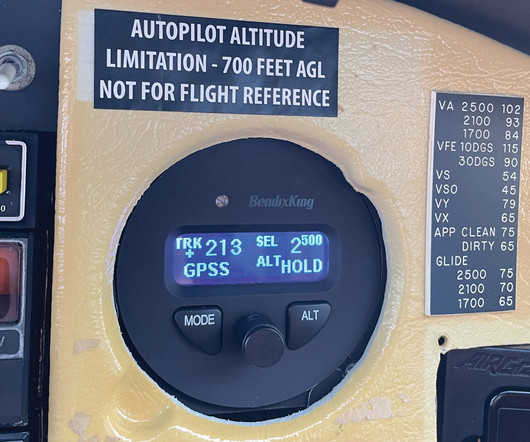 AUTOPILOT ALTITUDE
LIMITATION - 700 FEET AGL
NOT FOR FLIGHT REFERENCE
BENDIXKING
TRK 213 SEL 2500
GPSS ALT HOLD
MODE
ALT
VA 2500 102
2100 93
1700 84
VFE 10DGS 115
30DGS 90
VS 54
VSO 45
VY 79
VX 65
APP CLEAN 75
DIRTY 65
GLIDE
2500 75
2100 70
1700 65